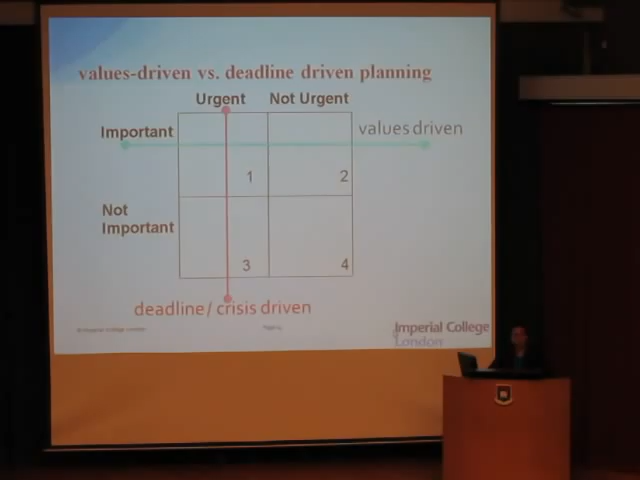 values-driven vs. deadline driven planning
Urgent Not Urgent
Important
values driven
1 2
Not
Important
3 4
deadline/ crisis driven
Imperial College
London